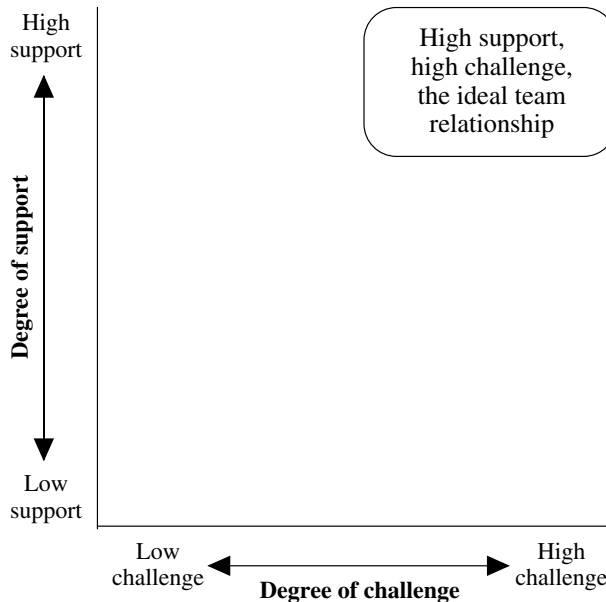 High
support
High support,
high challenge,
the ideal team
relationship
Degree of support
Low
support
Low
challenge
High
challenge
Degree of challenge